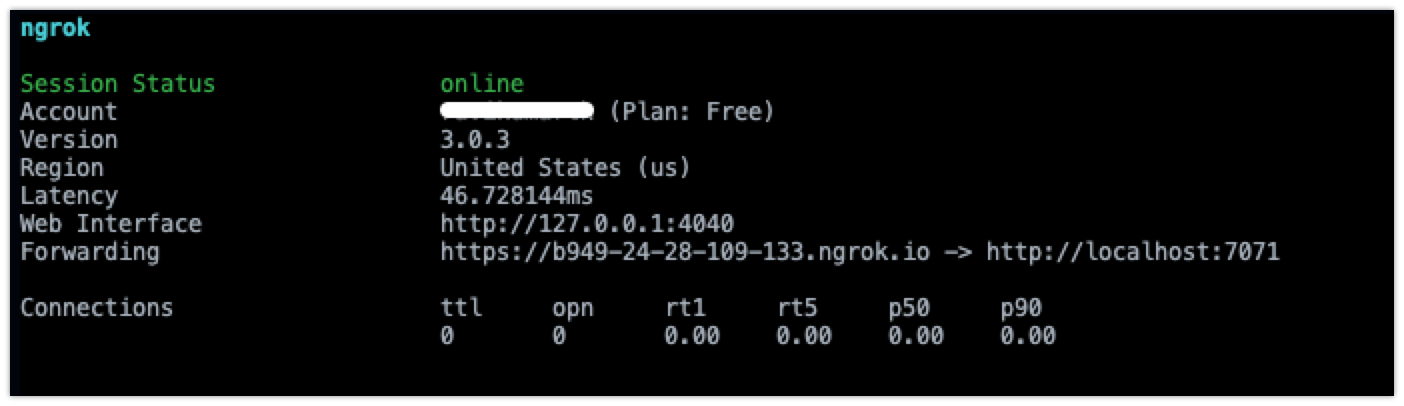 ngrok
Session Status online
Account (Plan: Free)
Version 3.0.3
Region United States (us)
Latency 46.728144ms
Web Interface http://127.0.0.1:4040
Forwarding https://b949-24-28-109-133.ngrok.io -> http://localhost:7071
Connections ttl opn rt1 rt5 p50 p90
0 0 0.00 0.00 0.00 0.00